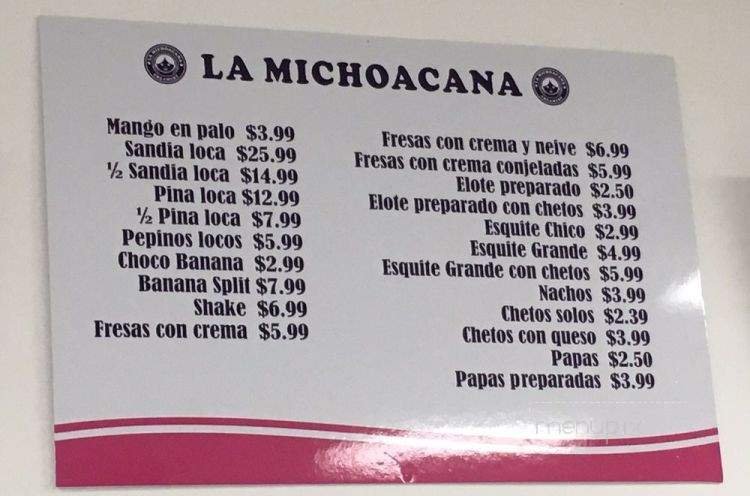 LA MICHOACANA
Mango en palo $3.99
Sandia loca $25.99
½ Sandia loca $14.99
Pina loca $12.99
½ Pina loca $7.99
Pepinos locos $5.99
Choco Banana $2.99
Banana Split $7.99
Shake $6.99
Fresas con crema $5.99
Fresas con crema y neive $6.99
Fresas con crema conjeladas $5.99
Elote preparado $2.50
Elote preparado con chetos $3.99
Esquite Chico $2.99
Esquite Grande $4.99
Esquite Grande con chetos $5.99
Nachos $3.99
Chetos solos $2.39
Chetos con queso $3.99
Papas $2.50
Papas preparadas $3.99
menupix